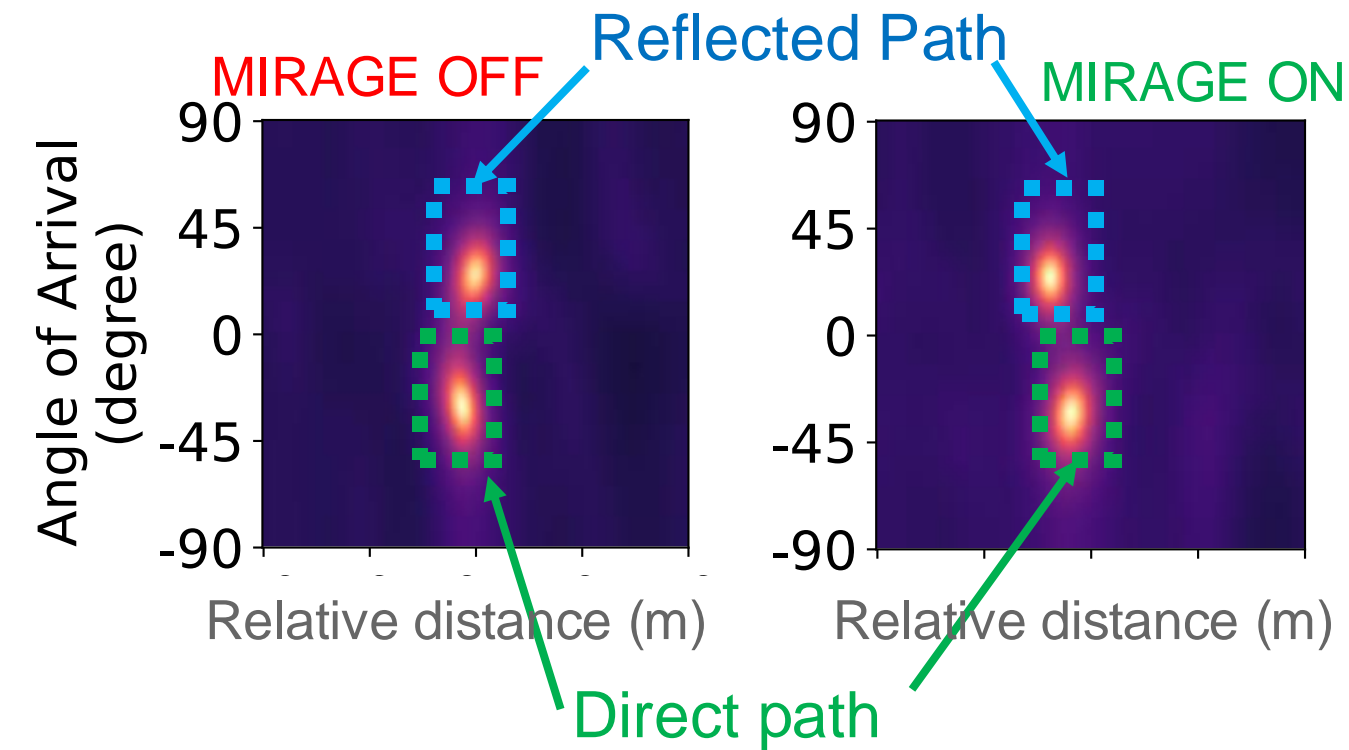 Reflected Path
MIRAGE OFF
MIRAGE ON
Angle of Arrival
(degree)
90
45
0
-45
-90
90
45
0
-45
-90
Relative distance (m)
Relative distance (m)
Direct path